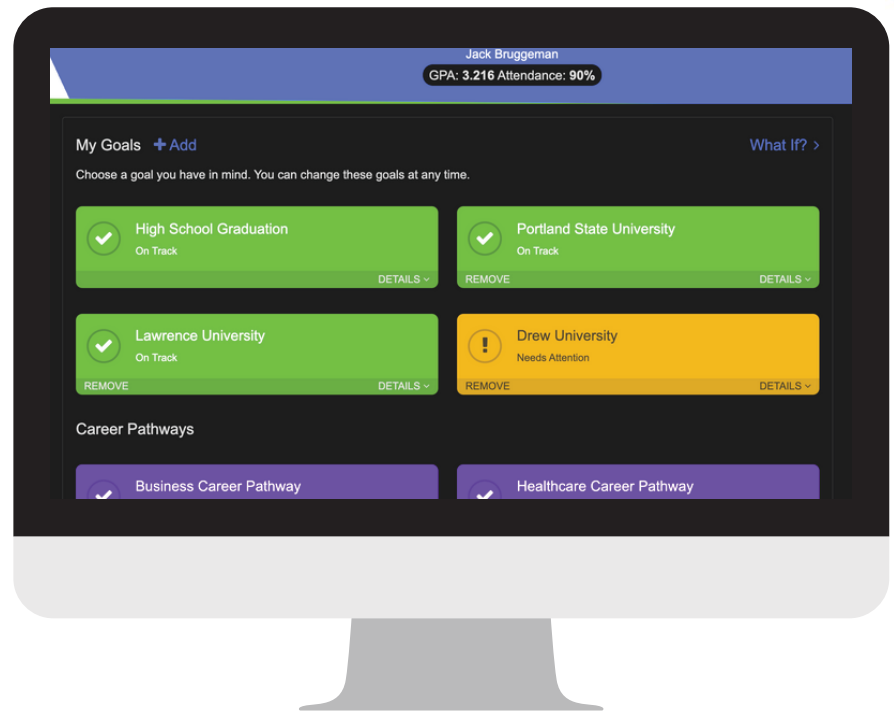 Jack Bruggeman
GPA: 3.216 Attendance: 90%
My Goals + Add
What If? >
Choose a goal you have in mind. You can change these goals at any time.
High School Graduation
On Track
DETAILS
Portland State University
On Track
REMOVE DETAILS
Lawrence University
On Track
REMOVE DETAILS
Drew University
Needs Attention
REMOVE DETAILS
Career Pathways
Business Career Pathway
Healthcare Career Pathway